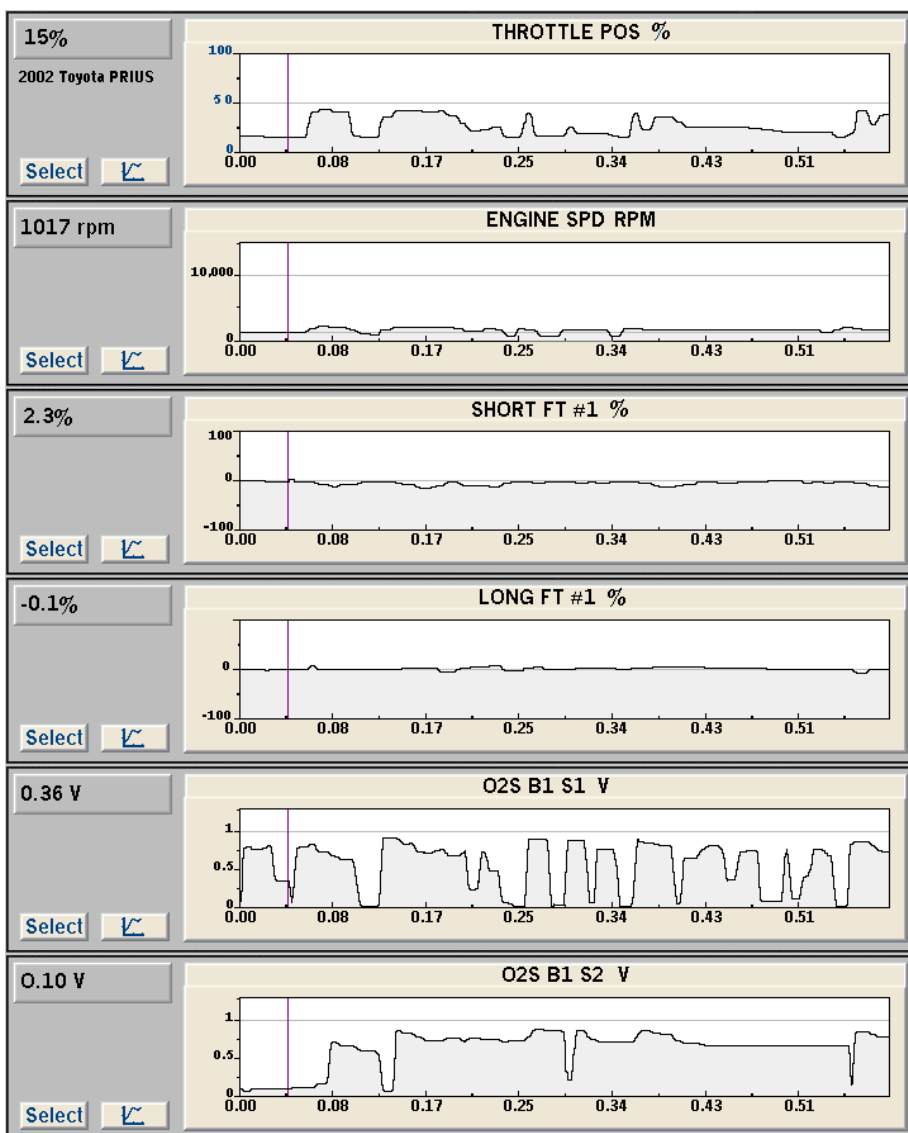 THROTTLE POS %
15%
2002 Toyota PRIUS
100
50
0
0.00 0.08 0.17 0.25 0.34 0.43 0.51
Select
ENGINE SPD RPM
1017 rpm
10,000
0
0.00 0.08 0.17 0.25 0.34 0.43 0.51
Select
SHORT FT #1 %
2.3%
100
0
-100
0.00 0.08 0.17 0.25 0.34 0.43 0.51
Select
LONG FT #1 %
-0.1%
0
-100
0.00 0.08 0.17 0.25 0.34 0.43 0.51
Select
O2S B1 S1 V
0.36 V
1
0.5
0
0.00 0.08 0.17 0.25 0.34 0.43 0.51
Select
O2S B1 S2 V
0.10 V
1
0.5
0
0.00 0.08 0.17 0.25 0.34 0.43 0.51
Select